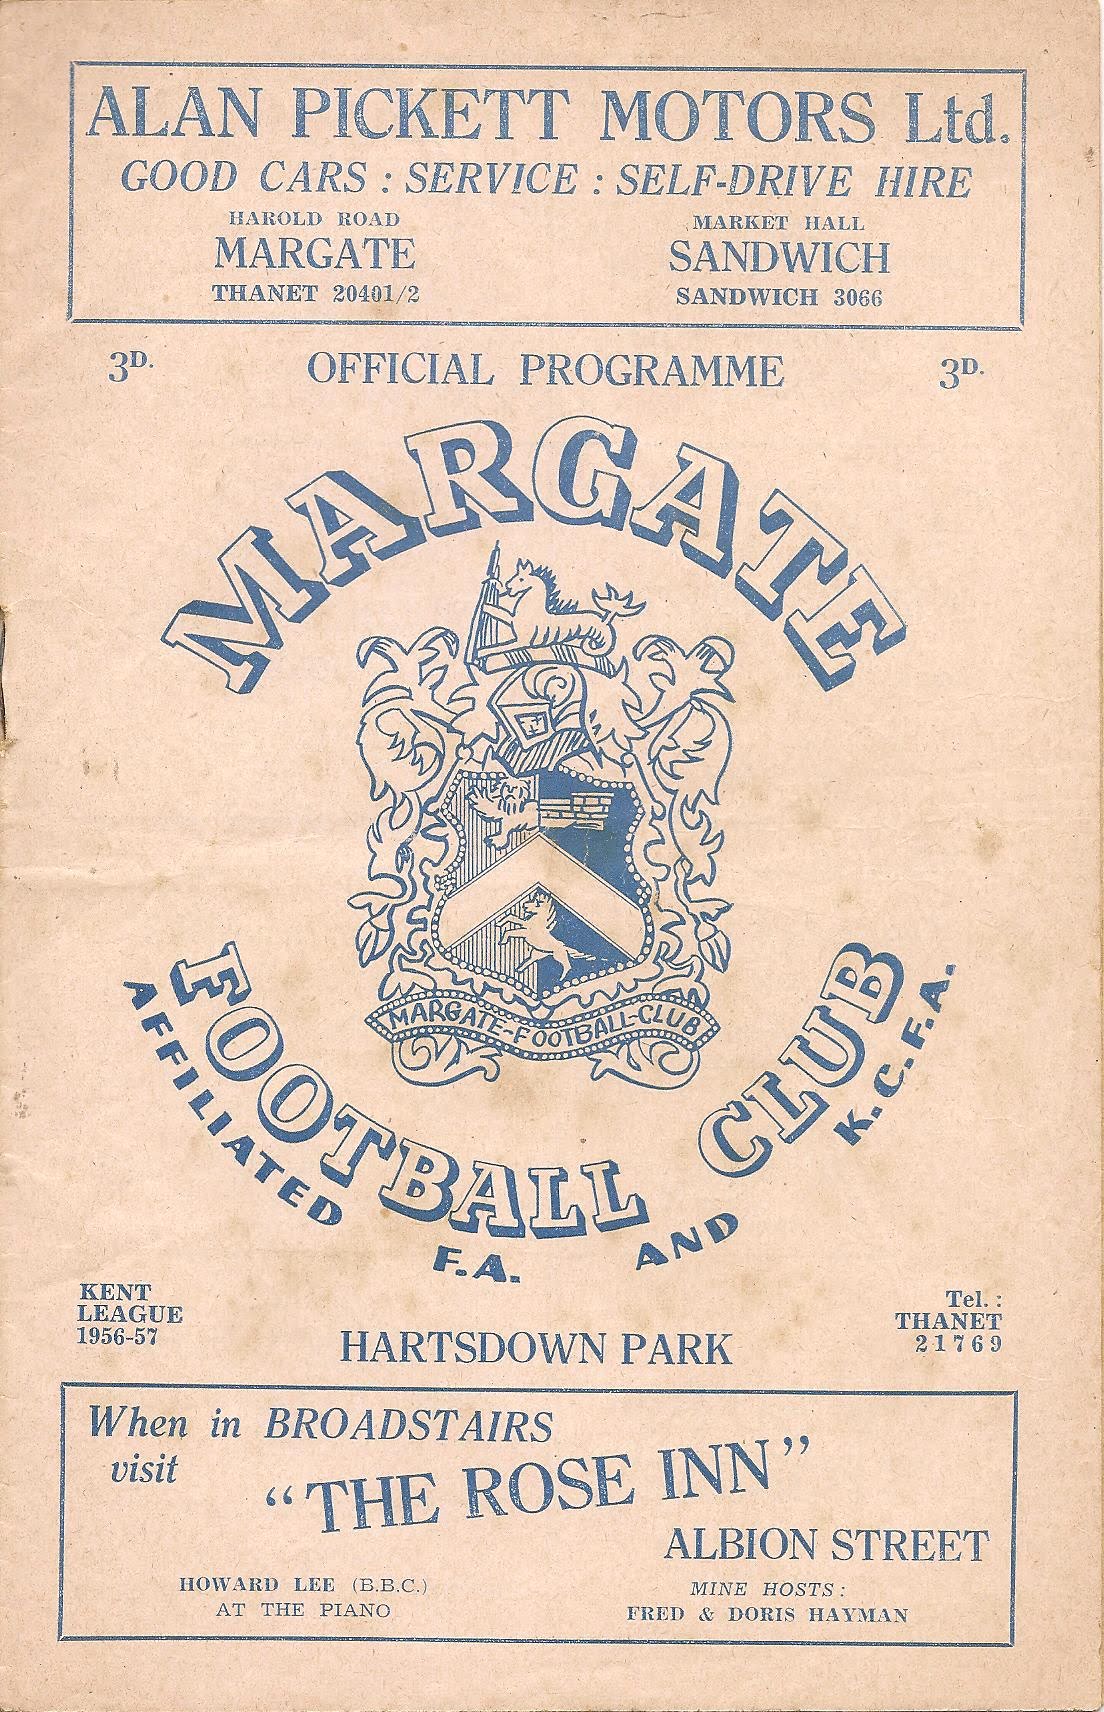 ALAN PICKETT MOTORS Ltd.
GOOD CARS : SERVICE : SELF-DRIVE HIRE
HAROLD ROAD
MARGATE
THANET 20401/2
MARKET HALL
SANDWICH
SANDWICH 3066
3D. OFFICIAL PROGRAMME 3D.
MARGATE
MARGATE-FOOTBALL-CLUB
FOOTBALL CLUB
AFFILIATED F.A. AND K.C.F.A.
KENT
LEAGUE
1956-57
HARTSDOWN PARK
Tel. :
THANET
21769
When in BROADSTAIRS
visit
"THE ROSE INN"
ALBION STREET
HOWARD LEE (B.B.C.)
AT THE PIANO
MINE HOSTS :
FRED & DORIS HAYMAN